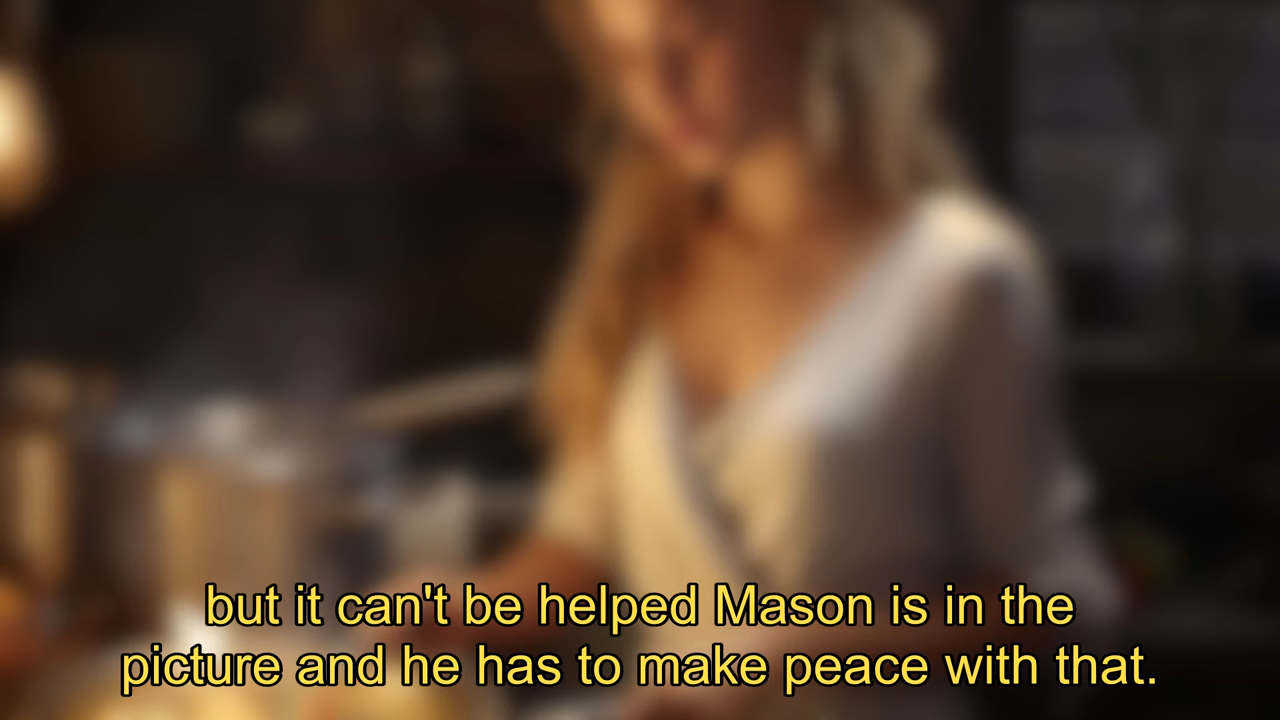 but it can't be helped Mason is in the
picture and he has to make peace with that.